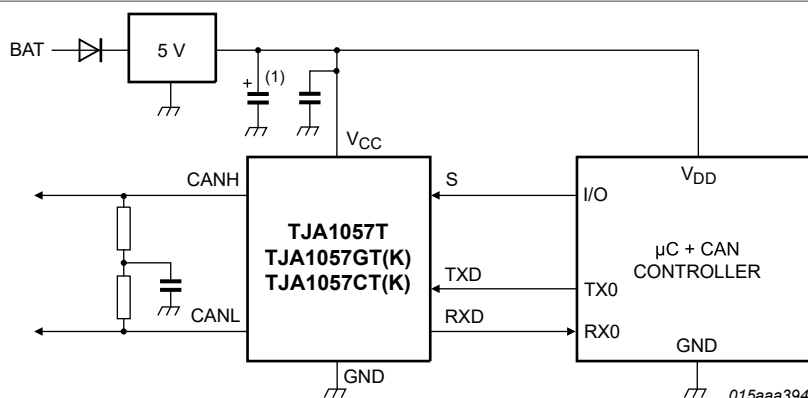 BAT
5 V
+
(1)
VCC
VDD
CANH
S
I/O
TJA1057T
TJA1057GT(K)
TJA1057CT(K)
µC + CAN
CONTROLLER
TXD
TX0
CANL
RXD
RX0
GND
GND
015aaa394